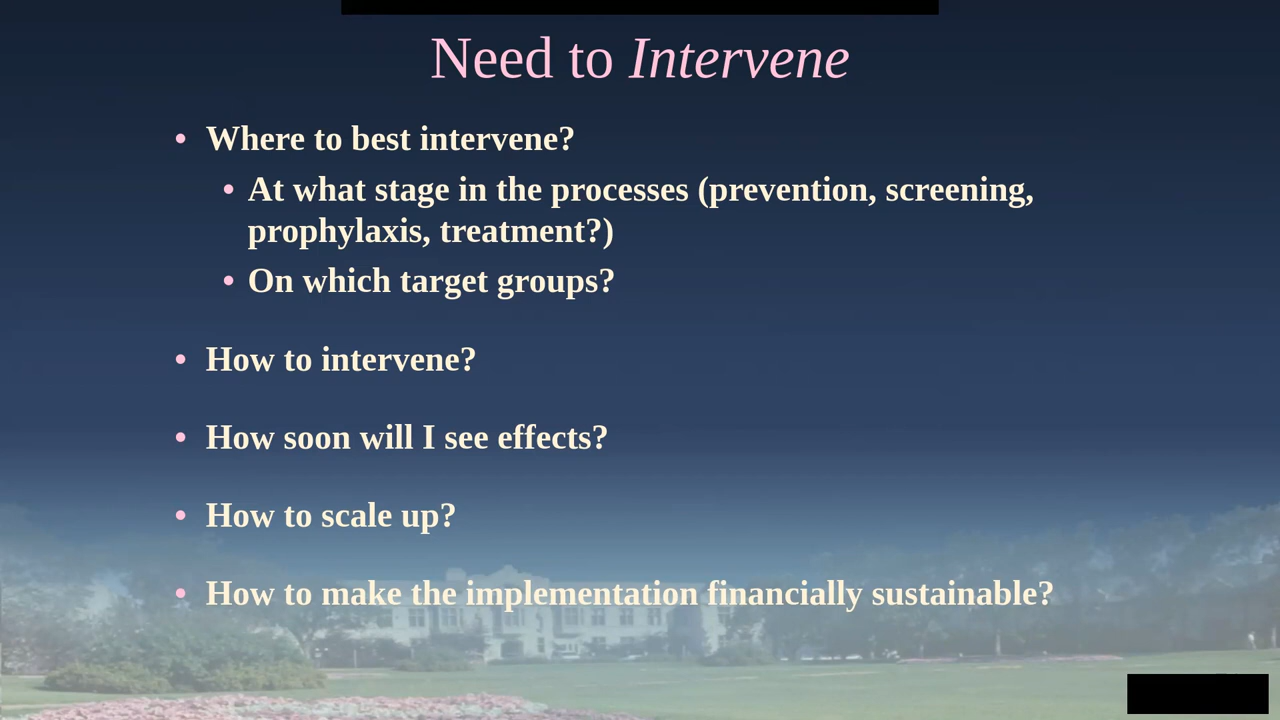 Need to Intervene
• Where to best intervene?
• At what stage in the processes (prevention, screening,
prophylaxis, treatment?)
• On which target groups?
• How to intervene?
• How soon will I see effects?
• How to scale up?
• How to make the implementation financially sustainable?